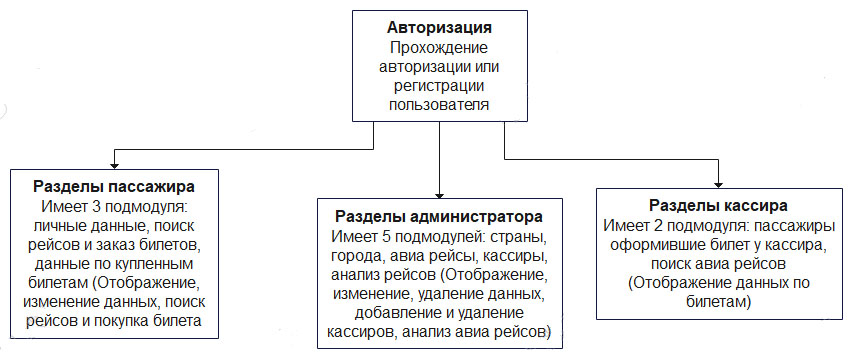 Авторизация
Прохождение
авторизации или
регистрации
пользователя
Разделы пассажира
Имеет 3 подмодуля:
личные данные, поиск
рейсов и заказ билетов,
данные по купленным
билетам (Отображение,
изменение данных, поиск
рейсов и покупка билета
Разделы администратора
Имеет 5 подмодулей: страны,
города, авиа рейсы, кассиры,
анализ рейсов (Отображение,
изменение, удаление данных,
добавление и удаление
кассиров, анализ авиа рейсов)
Разделы кассира
Имеет 2 подмодуля: пассажиры
оформившие билет у кассира,
поиск авиа рейсов
(Отображение данных по
билетам)